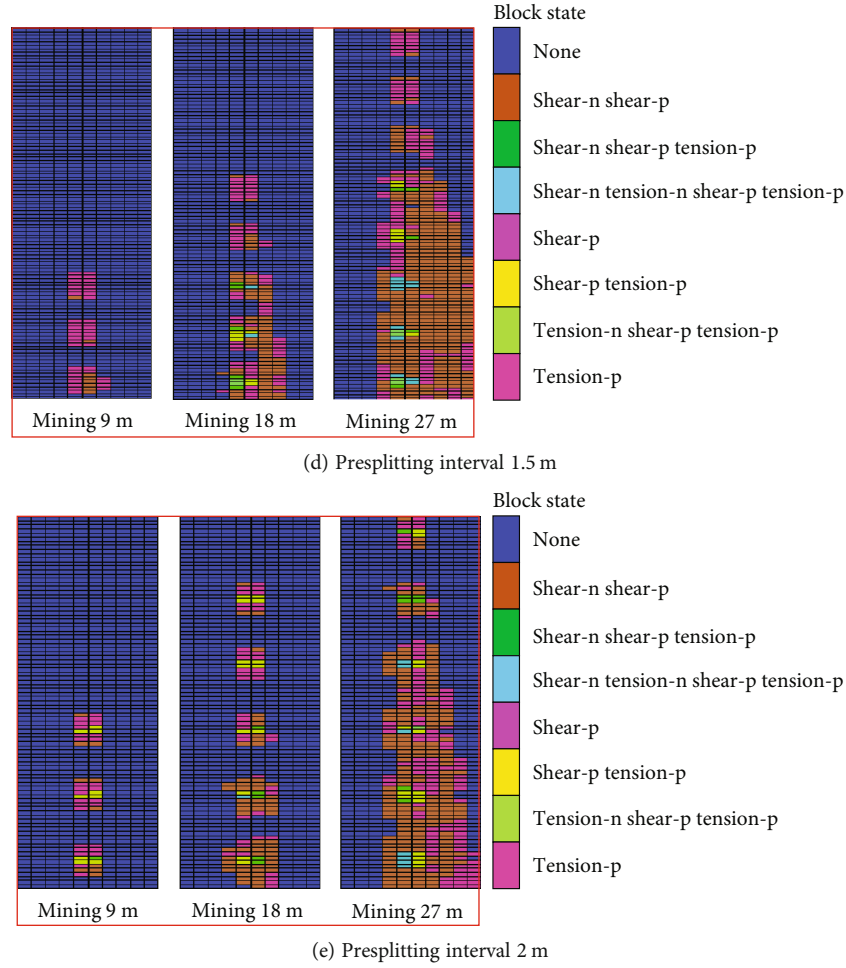 Block state
None
Shear-n shear-p
Shear-n shear-p tension-p
Shear-n tension-n shear-p tension-p
Shear-p
Shear-p tension-p
Tension-n shear-p tension-p
Tension-p
Mining 9 m
Mining 18 m
Mining 27 m
(d) Presplitting interval 1.5 m
Block state
None
Shear-n shear-p
Shear-n shear-p tension-p
Shear-n tension-n shear-p tension-p
Shear-p
Shear-p tension-p
Tension-n shear-p tension-p
Tension-p
Mining 9 m
Mining 18 m
Mining 27 m
(e) Presplitting interval 2 m